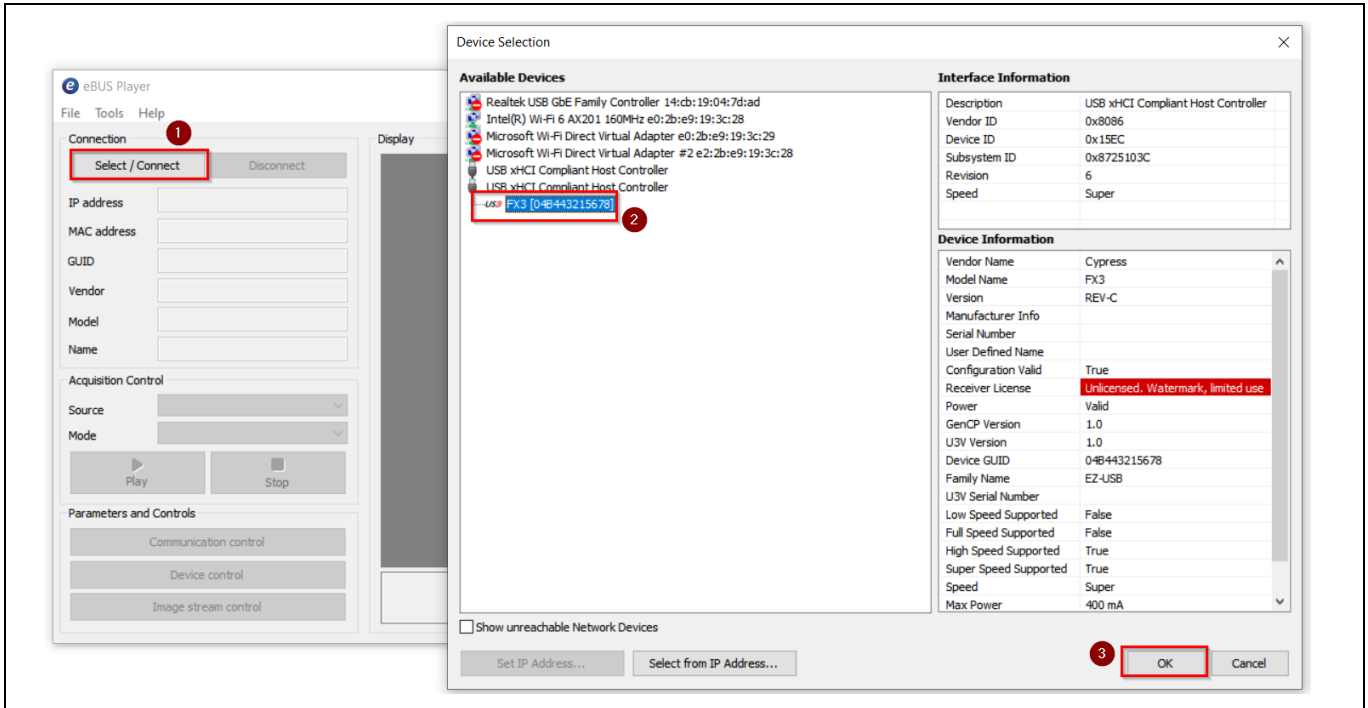 eBUS Player
File Tools Help
1
Connection
Select / Connect
Disconnect
IP address
MAC address
GUID
Vendor
Model
Name
Acquisition Control
Source
Mode
Play
Stop
Parameters and Controls
Communication control
Device control
Image stream control
Display
Device Selection
Available Devices
Realtek USB GbE Family Controller 14:cb:19:04:7d:ad
Intel(R) Wi-Fi 6 AX201 160MHz e0:2b:e9:19:3c:28
Microsoft Wi-Fi Direct Virtual Adapter e0:2b:e9:19:3c:29
Microsoft Wi-Fi Direct Virtual Adapter #2 e2:2b:e9:19:3c:28
USB xHCI Compliant Host Controller
USB xHCI Compliant Host Controller
USB FX3 [04B443215678]
2
Show unreachable Network Devices
Set IP Address...
Select from IP Address...
Interface Information
Description USB xHCI Compliant Host Controller
Vendor ID 0x8086
Device ID 0x15EC
Subsystem ID 0x8725103C
Revision 6
Speed Super
Device Information
Vendor Name Cypress
Model Name FX3
Version REV-C
Manufacturer Info
Serial Number
User Defined Name
Configuration Valid True
Receiver License Unlicensed. Watermark, limited use
Power Valid
GenCP Version 1.0
U3V Version 1.0
Device GUID 04B443215678
Family Name EZ-USB
U3V Serial Number
Low Speed Supported False
Full Speed Supported False
High Speed Supported True
Super Speed Supported True
Speed Super
Max Power 400 mA
3
OK
Cancel